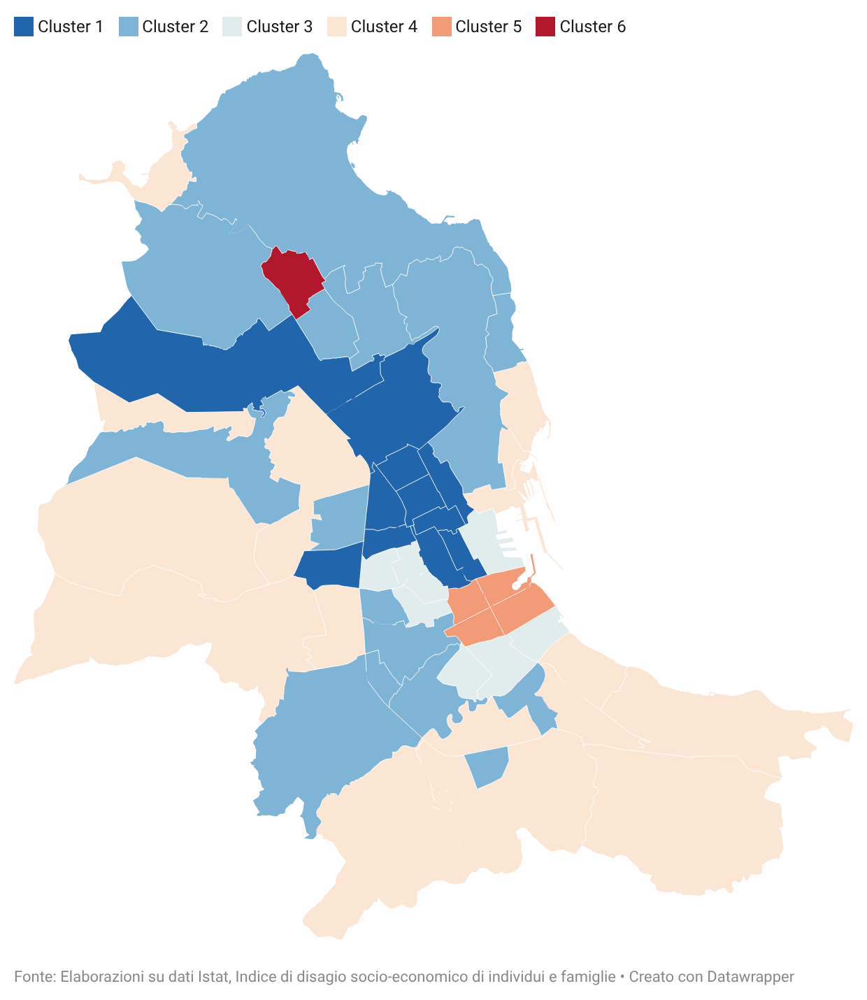 Cluster 1 Cluster 2 Cluster 3 Cluster 4 Cluster 5 Cluster 6
Fonte: Elaborazioni su dati Istat, Indice di disagio socio-economico di individui e famiglie • Creato con Datawrapper